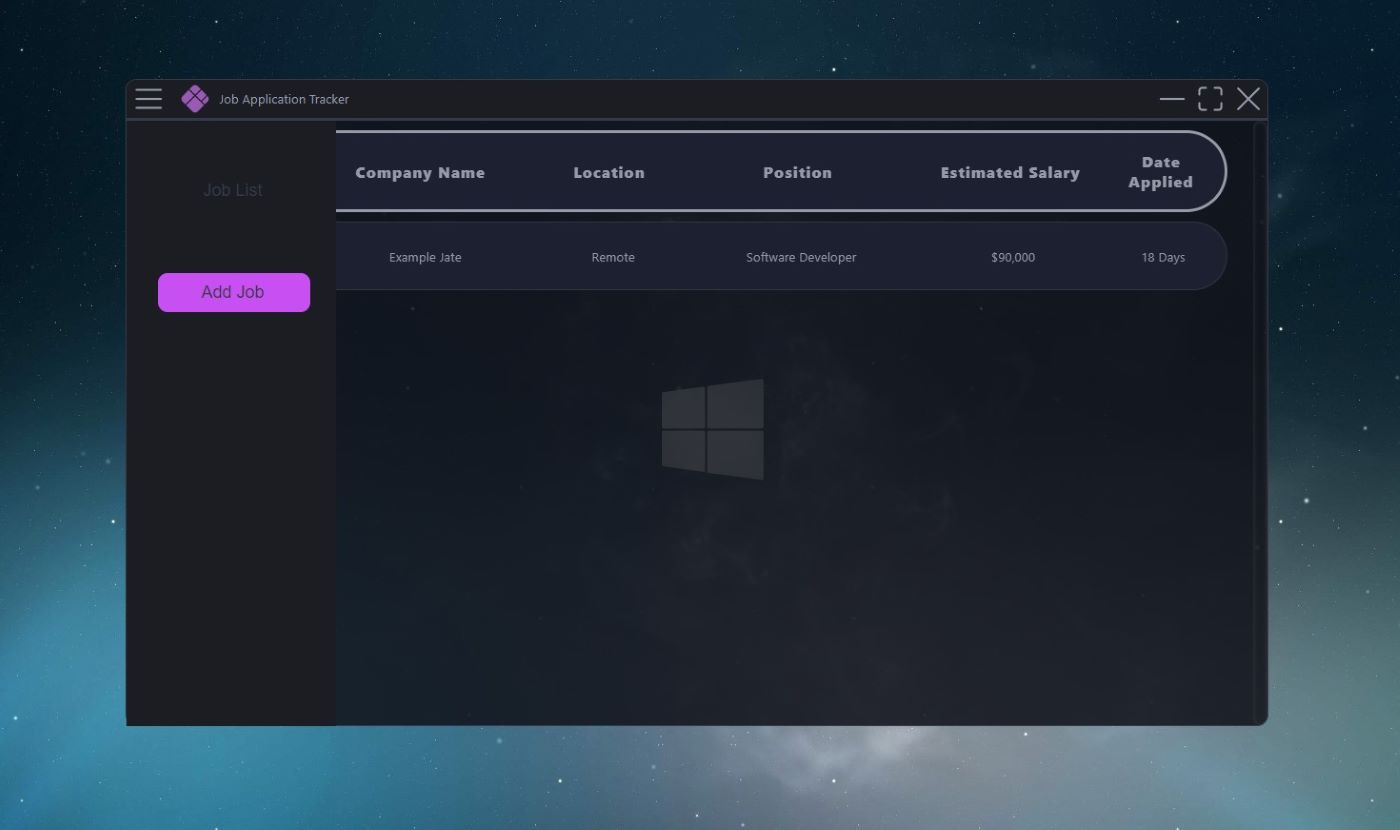 Job Application Tracker
Job List
Add Job
Company Name
Location
Position
Estimated Salary
Date
Applied
Example Jate
Remote
Software Developer
$90,000
18 Days